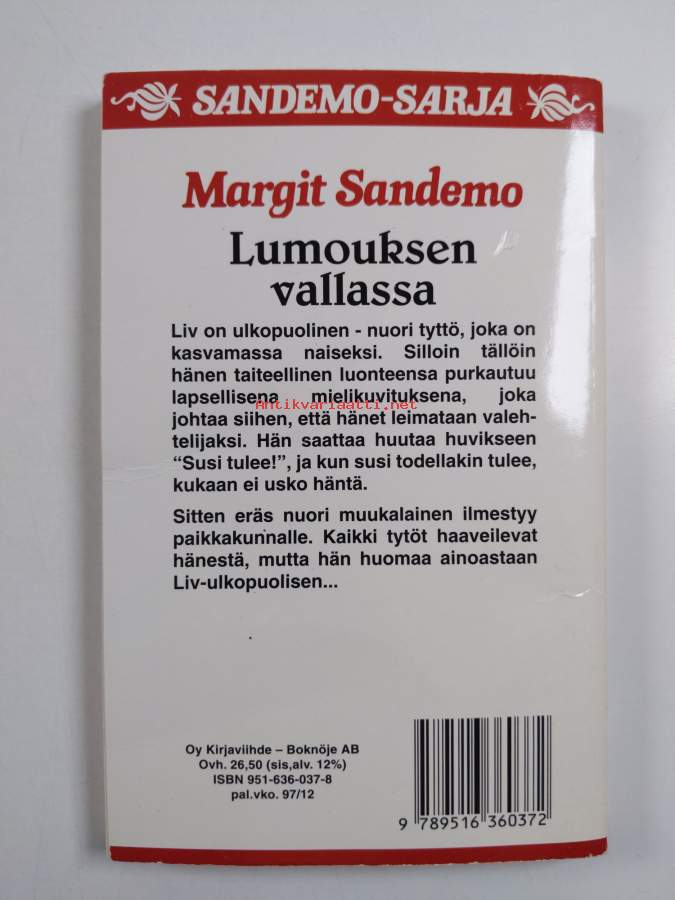 SANDEMO-SARJA
Margit Sandemo
Lumouksen
vallassa
Liv on ulkopuolinen - nuori tyttö, joka on
kasvamassa naiseksi. Silloin tällöin
hänen taiteellinen luonteensa purkautuu
lapsellisena mielikuvituksena, joka
Antikvariaatti.net
johtaa siihen, että hänet leimataan valeh-
telijaksi. Hän saattaa huutaa huvikseen
“Susi tulee!”, ja kun susi todellakin tulee,
kukaan ei usko häntä.
Sitten eräs nuori muukalainen ilmestyy
paikkakunnalle. Kaikki tytöt haaveilevat
hänestä, mutta hän huomaa ainoastaan
Liv-ulkopuolisen...
Oy Kirjaviihde – Boknöje AB
Ovh. 26,50 (sis,alv. 12%)
ISBN 951-636-037-8
pal.vko. 97/12
9 789516 360372